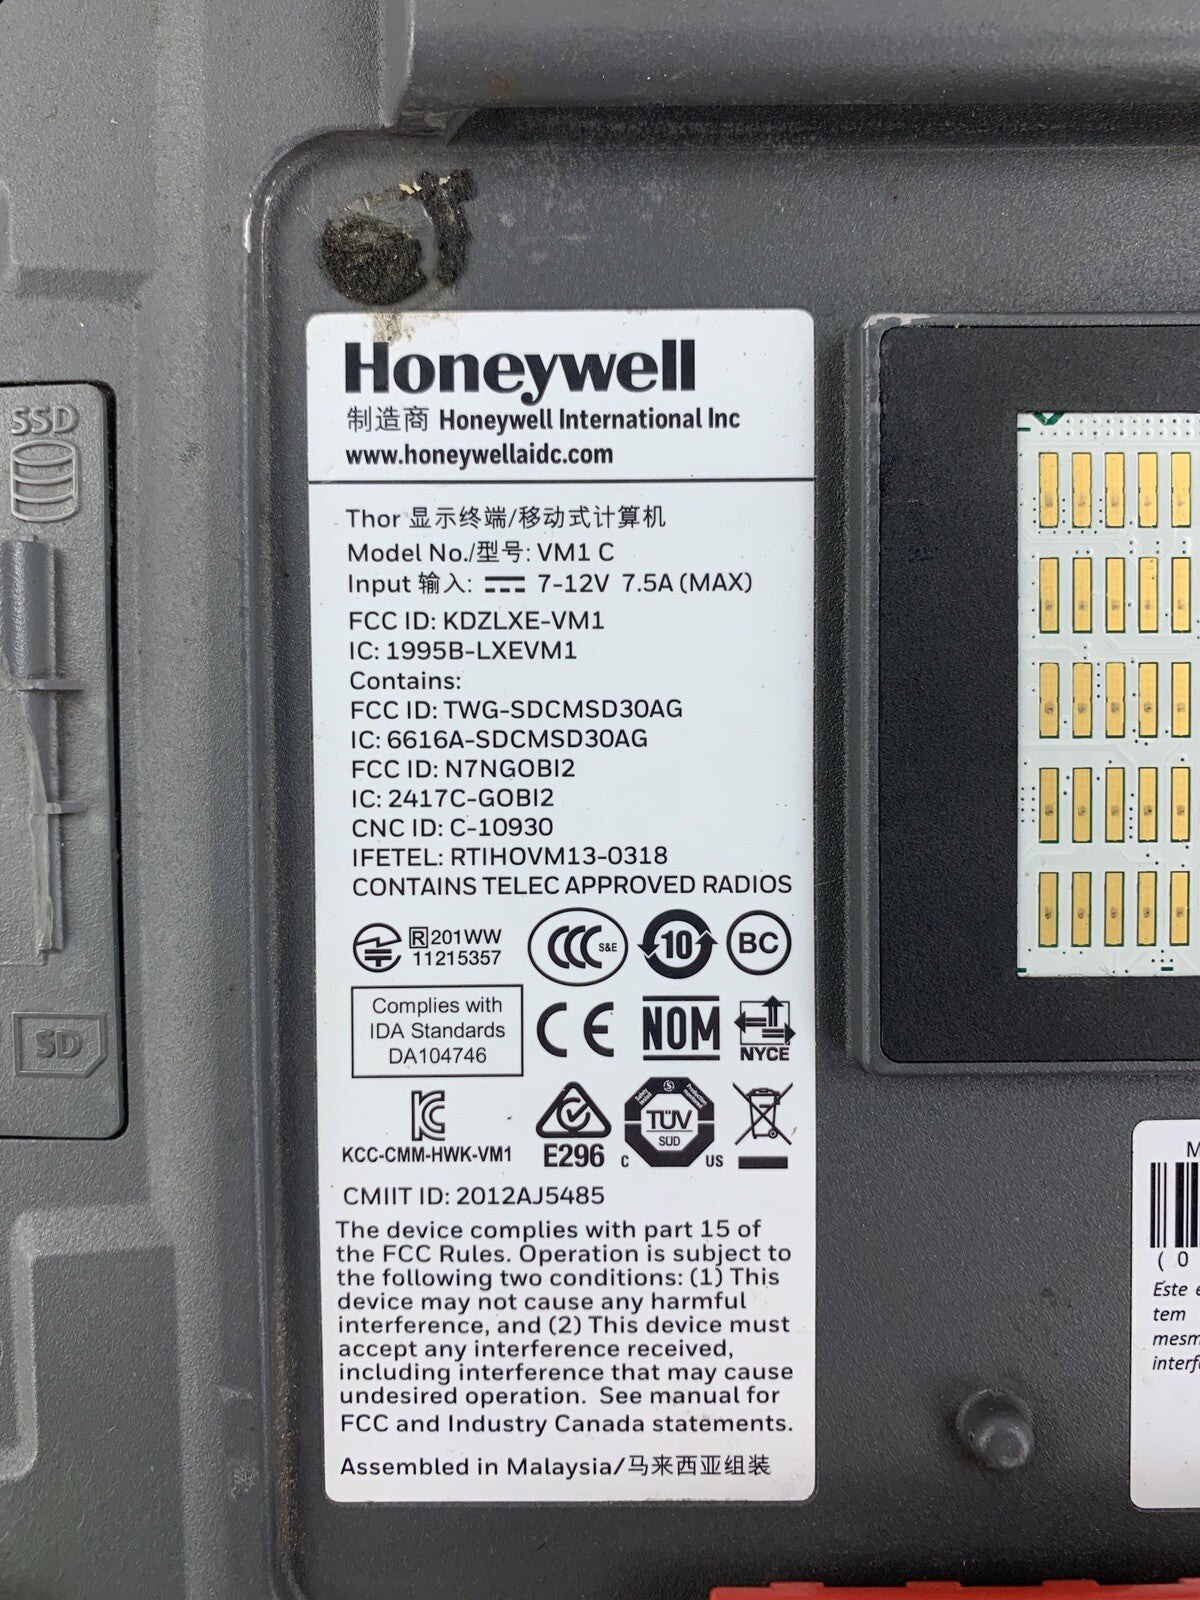 SSD
SD
Honeywell
制造商 Honeywell International Inc
www.honeywellaidc.com
Thor 显示终端/移动式计算机
Model No./型号: VM1 C
Input 输入: 7-12V 7.5A (MAX)
FCC ID: KDZLXE-VM1
IC: 1995B-LXEVM1
Contains:
FCC ID: TWG-SDCMSD30AG
IC: 6616A-SDCMSD30AG
FCC ID: N7NGOBI2
IC: 2417C-GOBI2
CNC ID: C-10930
IFETEL: RTIHOVM13-0318
CONTAINS TELEC APPROVED RADIOS
R 201WW
11215357
CCC S&E
10
BC
Complies with
IDA Standards
DA104746
CE
NOM
NYCE
KCC-CMM-HWK-VM1
E296
TÜV
SÜD
C US
CMIIT ID: 2012AJ5485
The device complies with part 15 of
the FCC Rules. Operation is subject to
the following two conditions: (1) This
device may not cause any harmful
interference, and (2) This device must
accept any interference received,
including interference that may cause
undesired operation. See manual for
FCC and Industry Canada statements.
Assembled in Malaysia/马来西亚组装
M
(0
Este e
tem
mesm
interf